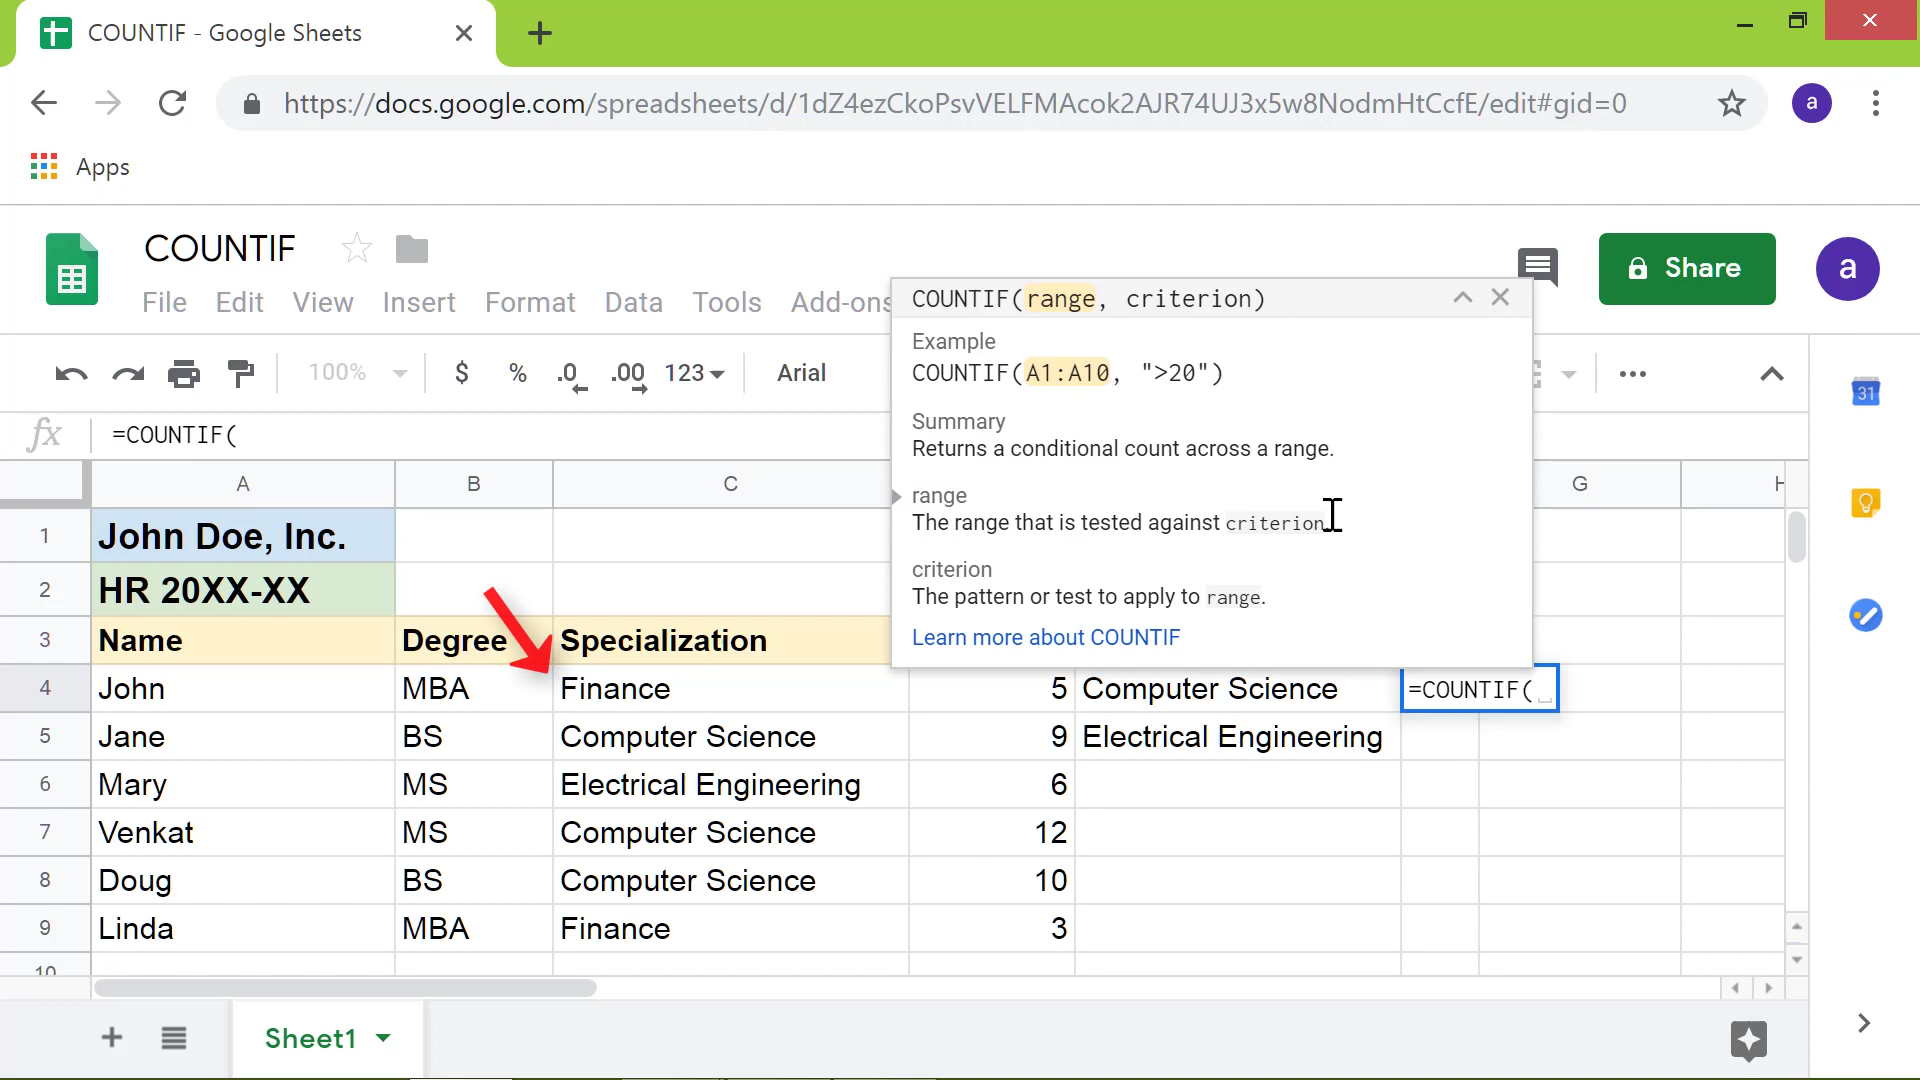 COUNTIF - Google Sheets
https://docs.google.com/spreadsheets/d/1dZ4ezCkoPsvVELFMAcok2AJR74UJ3x5w8NodmHtCcfE/edit#gid=0
a
Apps
COUNTIF
File Edit View Insert Format Data Tools Add-ons
Share
a
100% $ % .0 .00 123 Arial
31
=COUNTIF(
COUNTIF(range, criterion)
Example
COUNTIF(A1:A10, ">20")
Summary
Returns a conditional count across a range.
range
The range that is tested against criterion
criterion
The pattern or test to apply to range.
Learn more about COUNTIF
A B C G H
1 John Doe, Inc.
2 HR 20XX-XX
3 Name Degree Specialization
4 John MBA Finance 5 Computer Science =COUNTIF(
5 Jane BS Computer Science 9 Electrical Engineering
6 Mary MS Electrical Engineering 6
7 Venkat MS Computer Science 12
8 Doug BS Computer Science 10
9 Linda MBA Finance 3
10
Sheet1